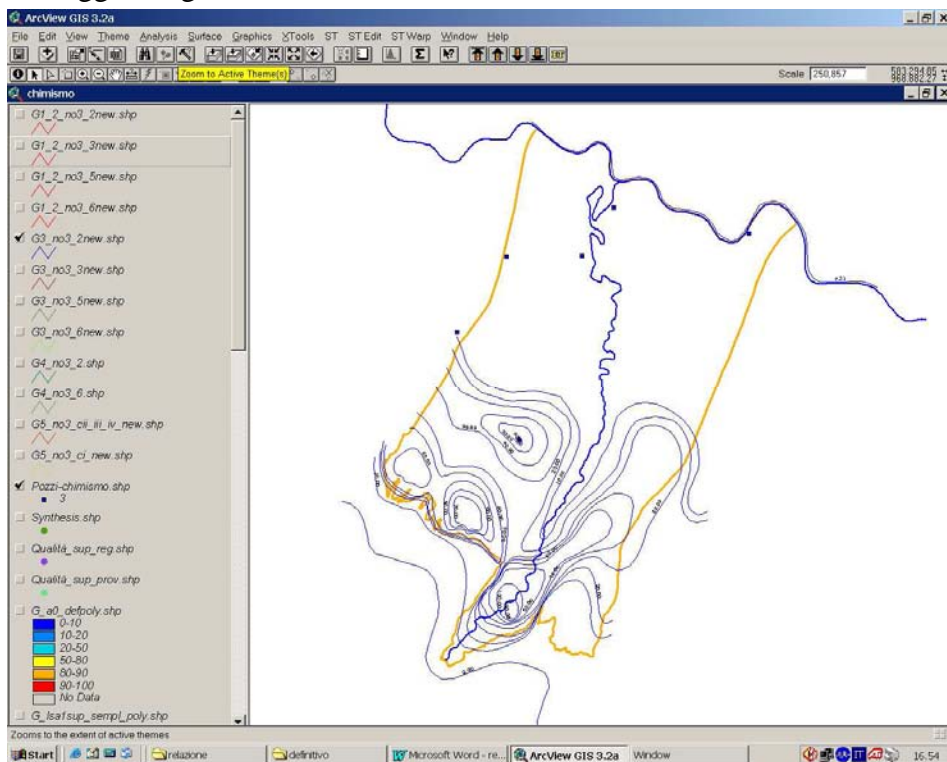 ArcView GIS 3.2a
File Edit View Theme Analysis Surface Graphics XTools ST ST Edit ST Warp Window Help
Zoom to Active Theme(s)
Scale 250,857
chimismo
G1_2_no3_2new.shp
G1_2_no3_3new.shp
G1_2_no3_5new.shp
G1_2_no3_6new.shp
G3_no3_2new.shp
G3_no3_3new.shp
G3_no3_5new.shp
G3_no3_6new.shp
G4_no3_2.shp
G4_no3_6.shp
G5_no3_cii_iii_iv_new.shp
G5_no3_ci_new.shp
Pozzi-chimismo.shp
3
Synthesis.shp
Qualità_sup_reg.shp
Qualità_sup_prov.shp
G_a0_defpoly.shp
0-10
10-20
20-50
50-80
80-90
90-100
No Data
G_lsa1sup_sempl_poly.shp
Zooms to the extent of active themes
Start relazione definitivo Microsoft Word - re... ArcView GIS 3.2a Window IT 16.54